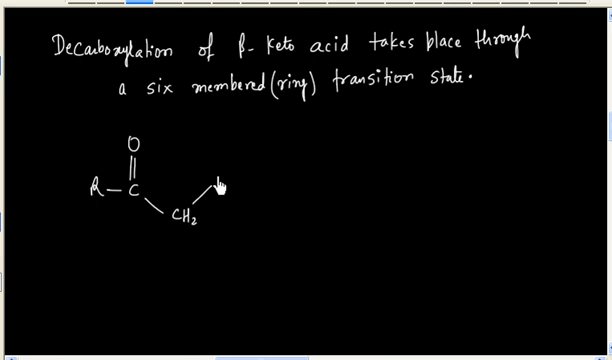 Decarboxylation of β- keto acid takes place through
a six membered (ring) transition state.
O
R – C
CH₂